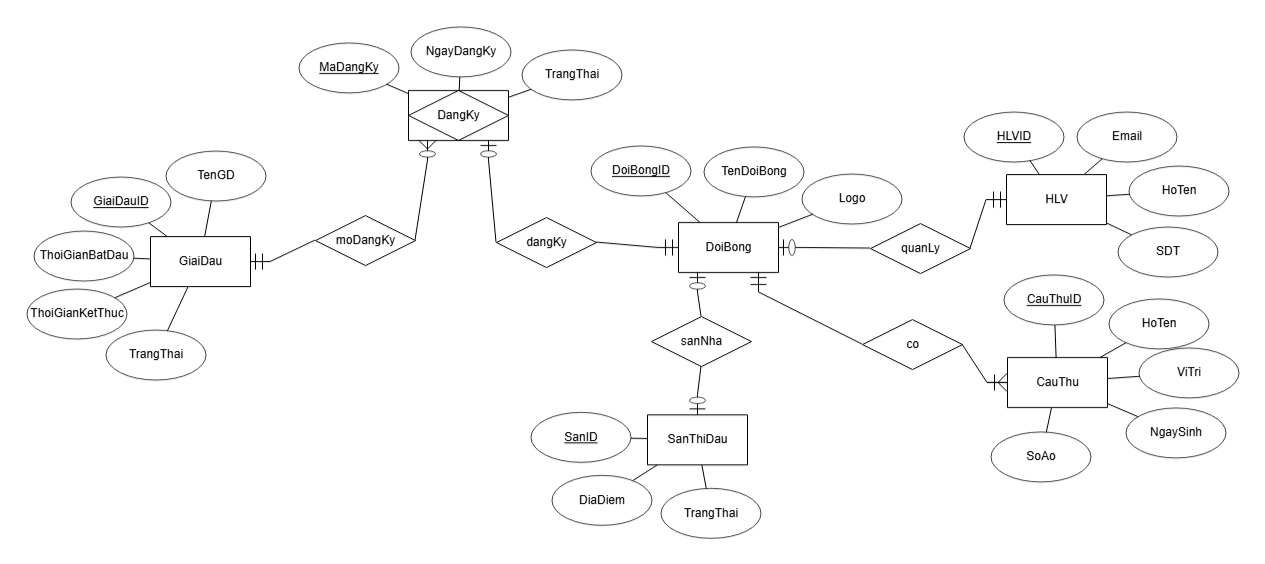 NgayDangKy
MaDangKy
TrangThai
DangKy
HLVID
Email
TenGD
DoiBongID
TenDoiBong
GiaiDauID
HoTen
Logo
HLV
moDangKy
dangKy
DoiBong
quanLy
SDT
ThoiGianBatDau
GiaiDau
CauThuID
ThoiGianKetThuc
HoTen
sanNha
co
TrangThai
ViTri
CauThu
NgaySinh
SanID
SanThiDau
SoAo
DiaDiem
TrangThai